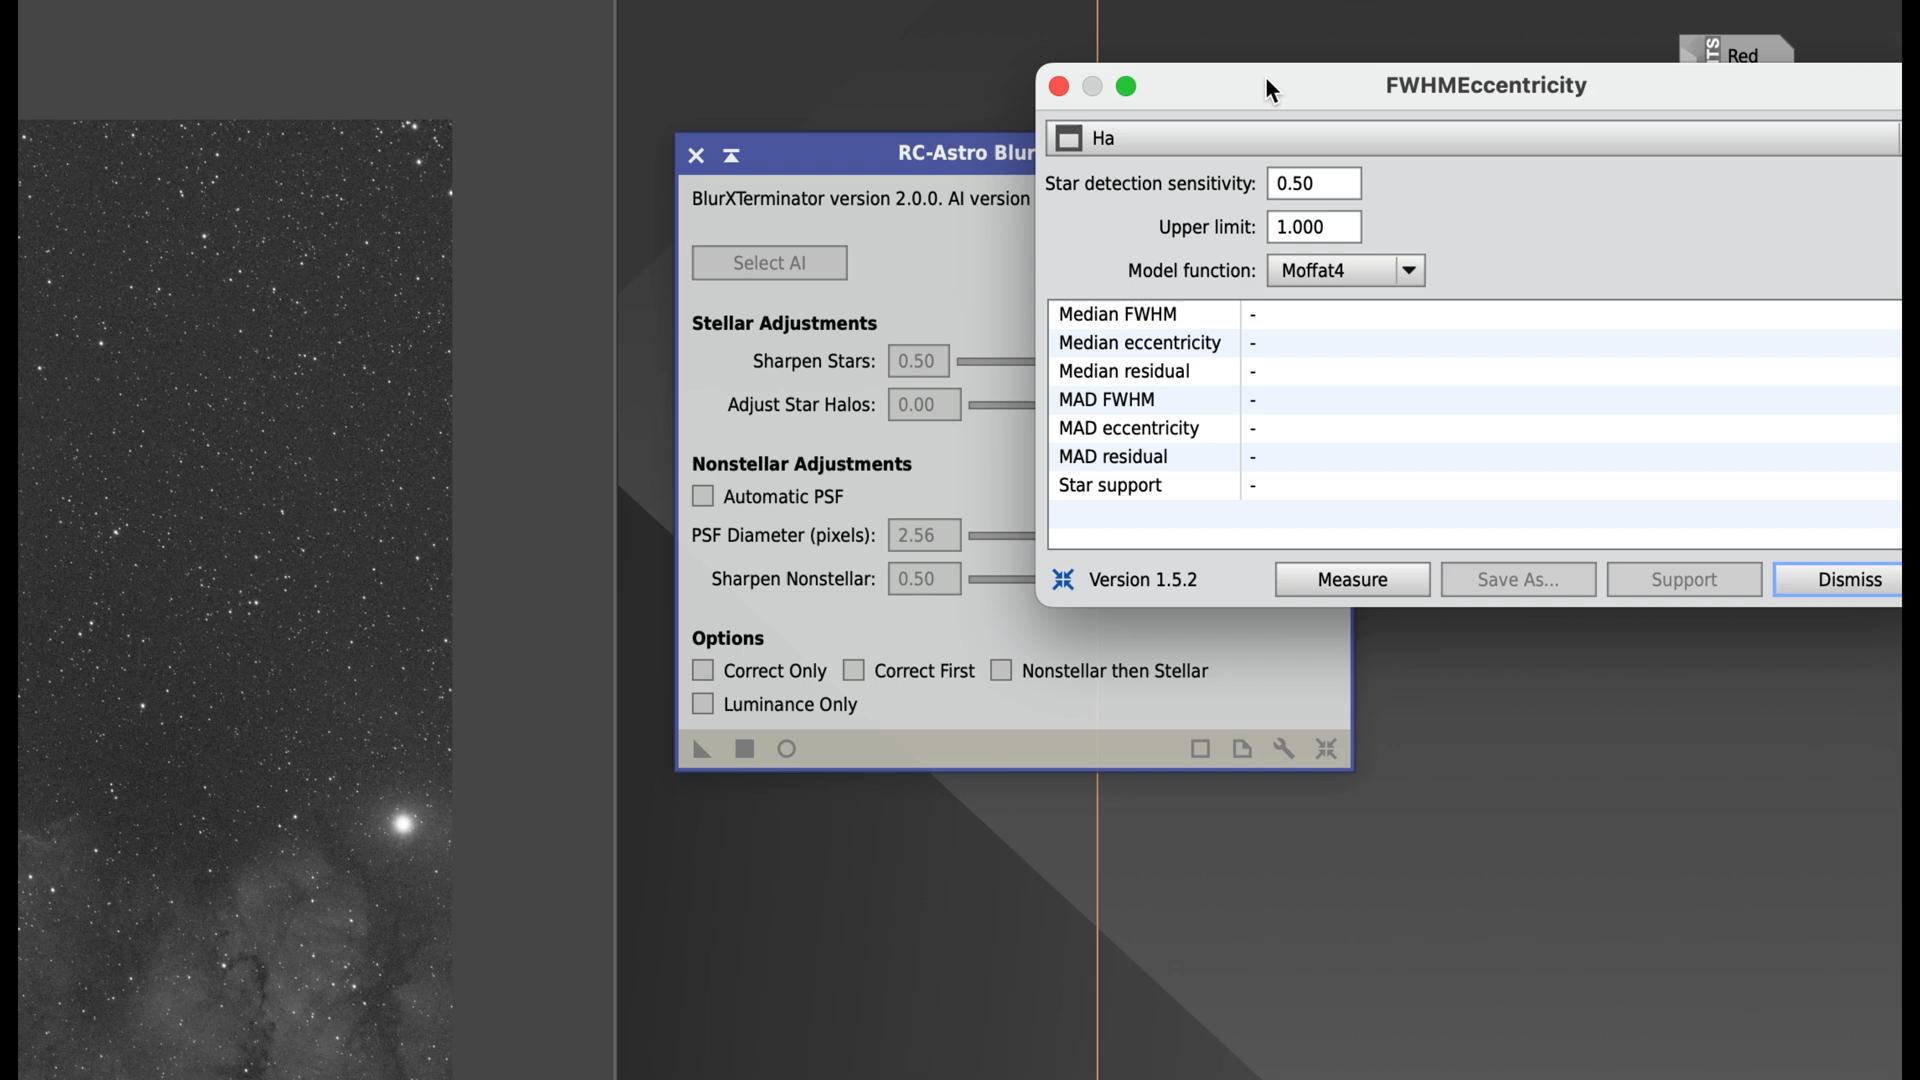 TS Red
FWHMEccentricity
Ha
RC-Astro Blur
Star detection sensitivity: 0.50
BlurXTerminator version 2.0.0. AI version
Upper limit: 1.000
Select AI
Model function: Moffat4
Median FWHM -
Stellar Adjustments
Median eccentricity -
Sharpen Stars: 0.50
Median residual -
MAD FWHM -
Adjust Star Halos: 0.00
MAD eccentricity -
Nonstellar Adjustments
MAD residual -
Star support -
Automatic PSF
PSF Diameter (pixels): 2.56
Sharpen Nonstellar: 0.50
Version 1.5.2 Measure Save As... Support Dismiss
Options
Correct Only Correct First Nonstellar then Stellar
Luminance Only